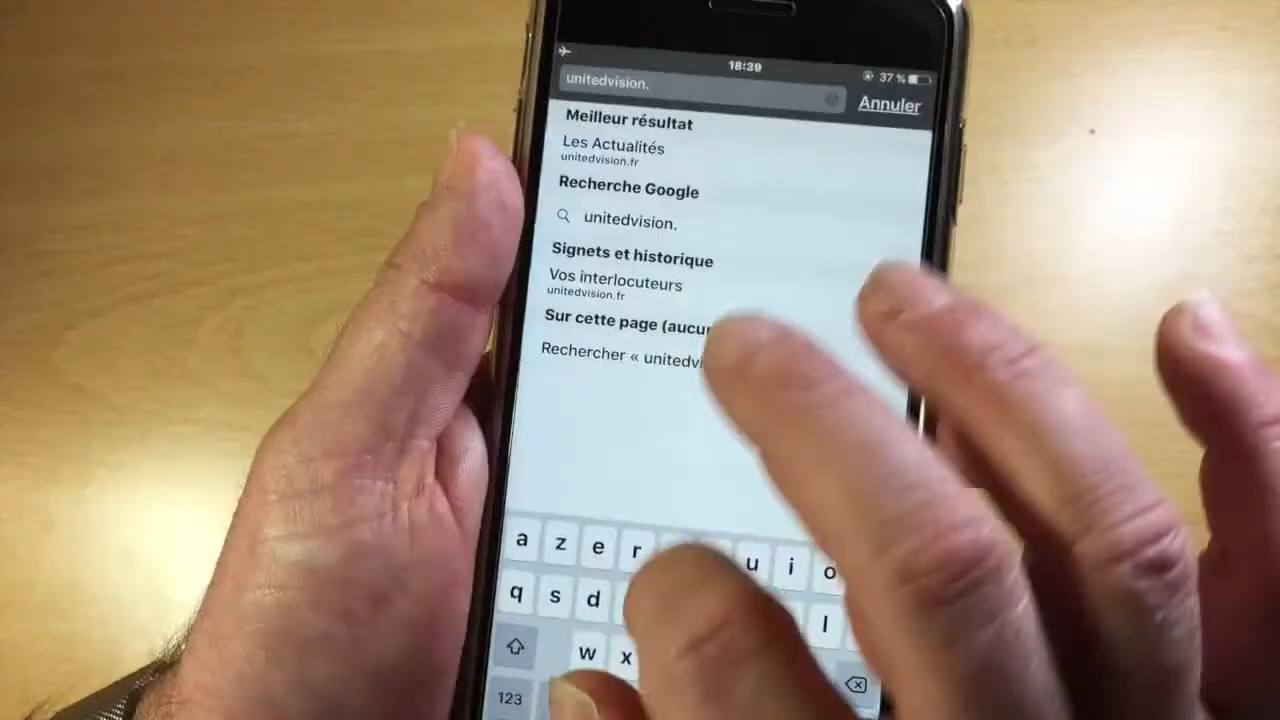 18:39
37 %
unitedvision.
Annuler
Meilleur résultat
Les Actualités
unitedvision.fr
Recherche Google
unitedvision.
Signets et historique
Vos interlocuteurs
unitedvision.fr
Sur cette page (aucu
Rechercher « unitedvi
a z e r u i o
q s d l
w x
123